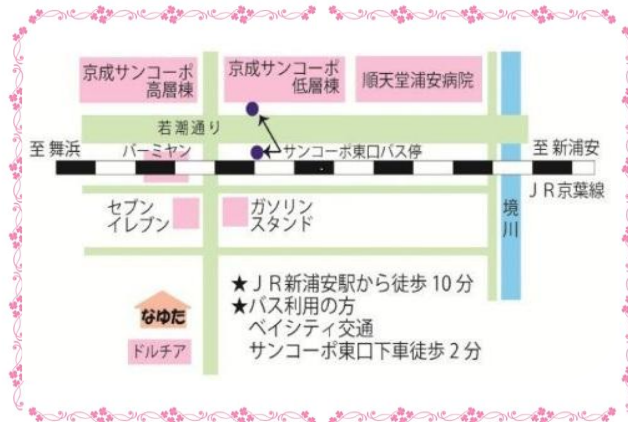 京成サンコーポ
高層棟
京成サンコーポ
低層棟
順天堂浦安病院
若潮通り
至舞浜
バーミヤン
サンコーポ東口バス停
至新浦安
JR京葉線
セブン
イレブン
ガソリン
スタンド
境川
なゆた
ドルチア
★JR新浦安駅から徒歩10分
★バス利用の方
ベイシティ交通
サンコーポ東口下車徒歩2分